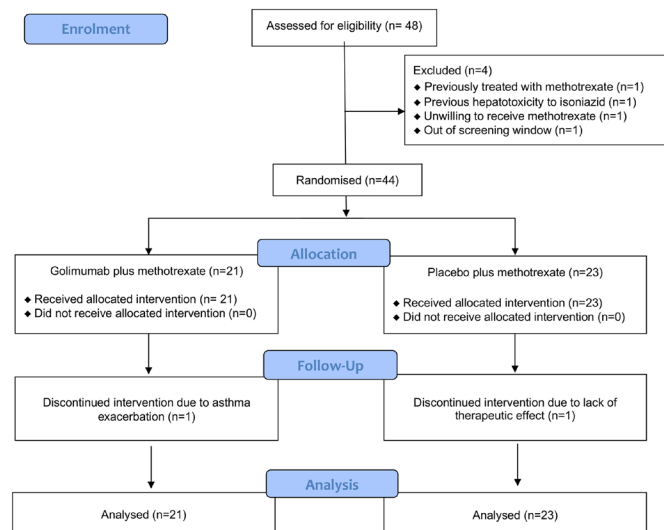 Enrolment
Assessed for eligibility (n= 48)
Excluded (n=4)
◆ Previously treated with methotrexate (n=1)
◆ Previous hepatotoxicity to isoniazid (n=1)
◆ Unwilling to receive methotrexate (n=1)
◆ Out of screening window (n=1)
Randomised (n=44)
Allocation
Golimumab plus methotrexate (n=21)
◆ Received allocated intervention (n= 21)
◆ Did not receive allocated intervention (n=0)
Placebo plus methotrexate (n=23)
◆ Received allocated intervention (n=23)
◆ Did not receive allocated intervention (n=0)
Follow-Up
Discontinued intervention due to asthma
exacerbation (n=1)
Discontinued intervention due to lack of
therapeutic effect (n=1)
Analysis
Analysed (n=21)
Analysed (n=23)